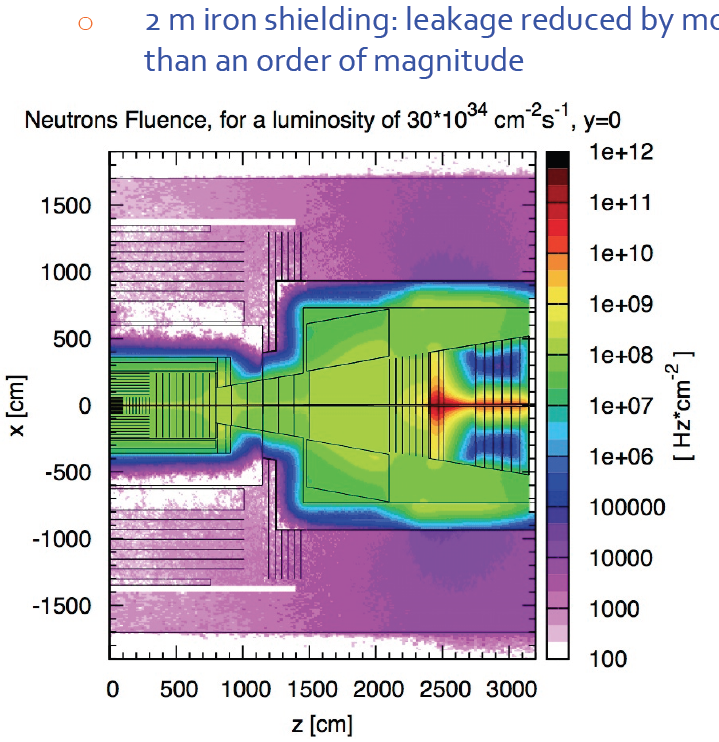 2 m iron shielding: leakage reduced by mo
than an order of magnitude
Neutrons Fluence, for a luminosity of 30*10^34 cm^-2s^-1, y=0
1e+12
1e+11
1e+10
1e+09
1e+08
1e+07
1e+06
100000
10000
1000
100
[ Hz*cm^-2 ]
1500
1000
500
0
-500
-1000
-1500
x [cm]
0 500 1000 1500 2000 2500 3000
z [cm]